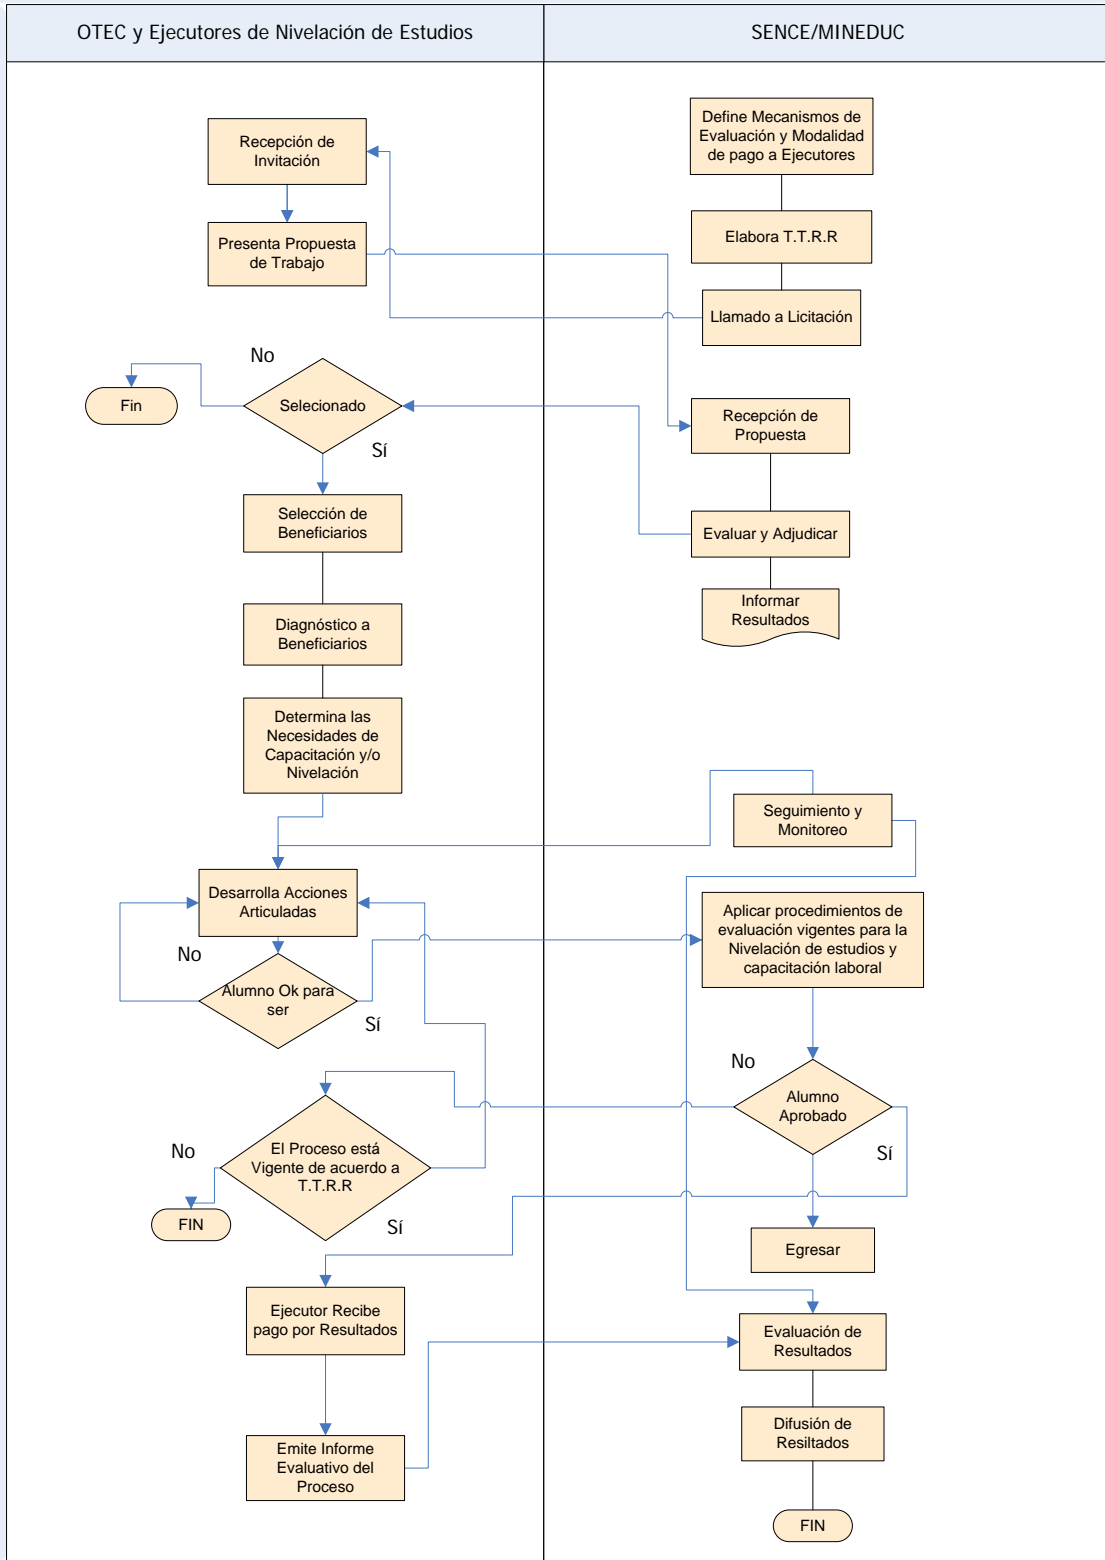 OTEC y Ejecutores de Nivelación de Estudios
SENCE/MINEDUC
Define Mecanismos de
Evaluación y Modalidad
de pago a Ejecutores
Recepción de
Invitación
Elabora T.T.R.R
Presenta Propuesta
de Trabajo
Llamado a Licitación
No
Fin
Selecionado
Sí
Recepción de
Propuesta
Selección de
Beneficiarios
Evaluar y Adjudicar
Informar
Resultados
Diagnóstico a
Beneficiarios
Determina las
Necesidades de
Capacitación y/o
Nivelación
Seguimiento y
Monitoreo
Desarrolla Acciones
Articuladas
Aplicar procedimientos de
evaluación vigentes para la
Nivelación de estudios y
capacitación laboral
No
Alumno Ok para
ser
Sí
No
Alumno
Aprobado
Sí
No
El Proceso está
Vigente de acuerdo a
T.T.R.R
FIN
Sí
Egresar
Ejecutor Recibe
pago por Resultados
Evaluación de
Resultados
Difusión de
Resiltados
Emite Informe
Evaluativo del
Proceso
FIN